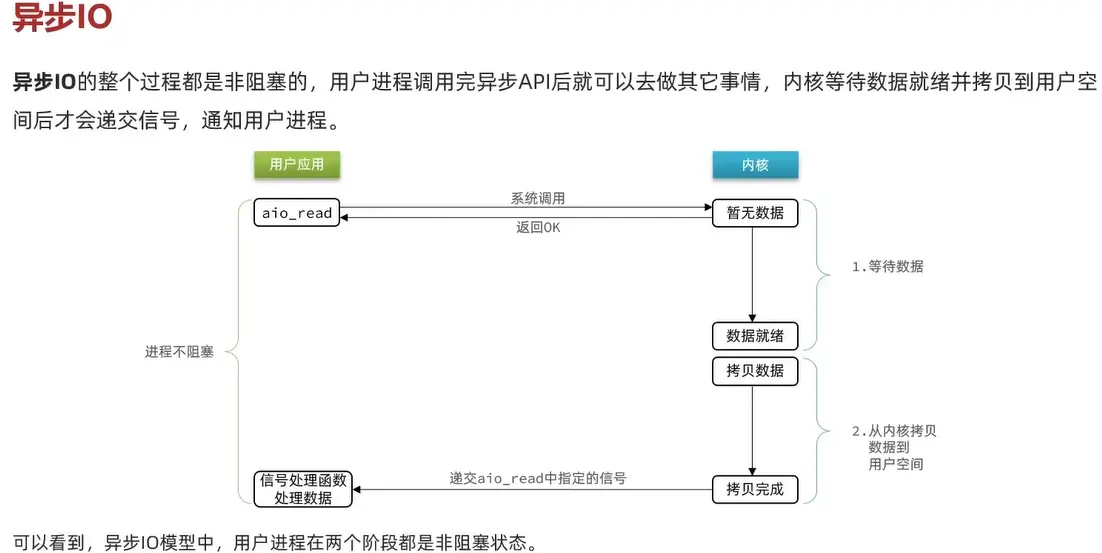 异步IO
异步IO的整个过程都是非阻塞的，用户进程调用完异步API后就可以去做其它事情，内核等待数据就绪并拷贝到用户空
间后才会递交信号，通知用户进程。
用户应用
内核
aio_read
系统调用
返回OK
暂无数据
1.等待数据
数据就绪
进程不阻塞
拷贝数据
2.从内核拷贝
数据到
用户空间
信号处理函数
处理数据
递交aio_read中指定的信号
拷贝完成
可以看到，异步IO模型中，用户进程在两个阶段都是非阻塞状态。